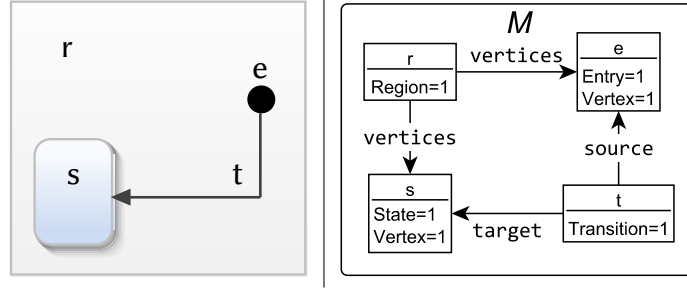 r
e
s
t
M
r
Region=1
vertices
e
Entry=1
Vertex=1
vertices
source
s
State=1
Vertex=1
target
t
Transition=1